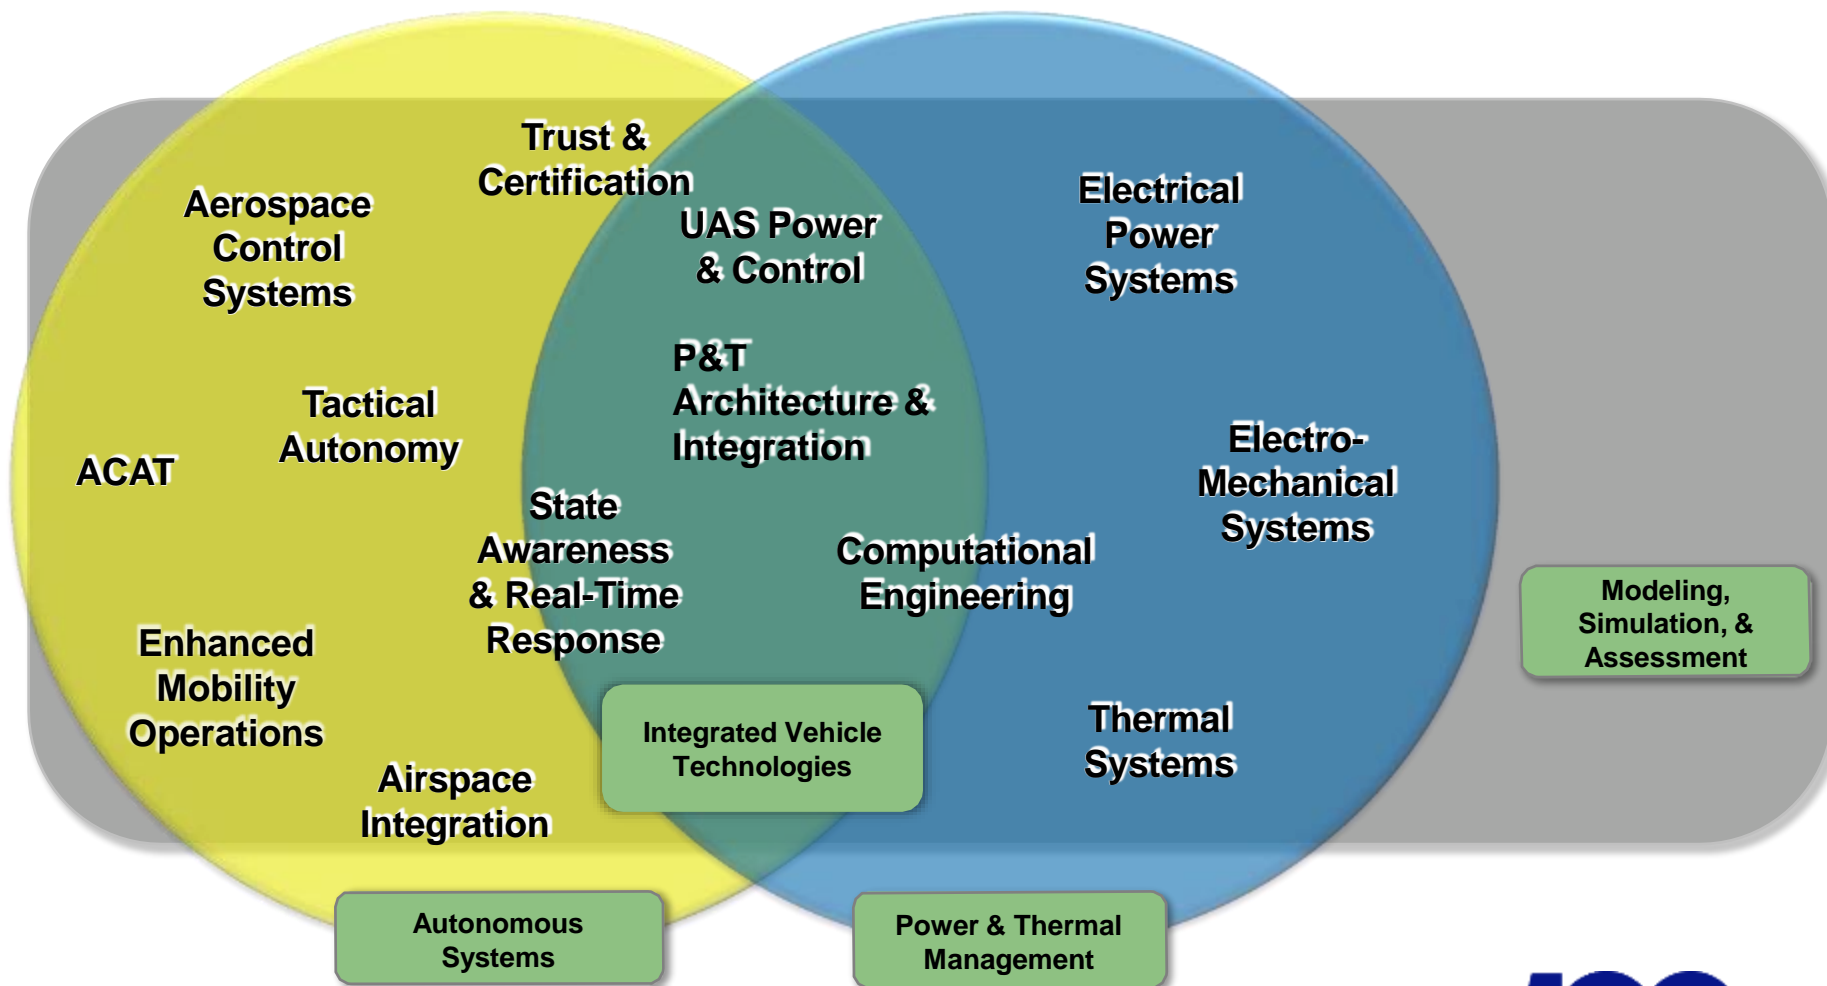 Trust &
Certification
Aerospace
Control
Systems
UAS Power
& Control
Electrical
Power
Systems
P&T
Architecture &
Integration
Tactical
Autonomy
ACAT
Electro-
Mechanical
Systems
State
Awareness
& Real-Time
Response
Computational
Engineering
Modeling,
Simulation, &
Assessment
Enhanced
Mobility
Operations
Integrated Vehicle
Technologies
Thermal
Systems
Airspace
Integration
Autonomous
Systems
Power & Thermal
Management